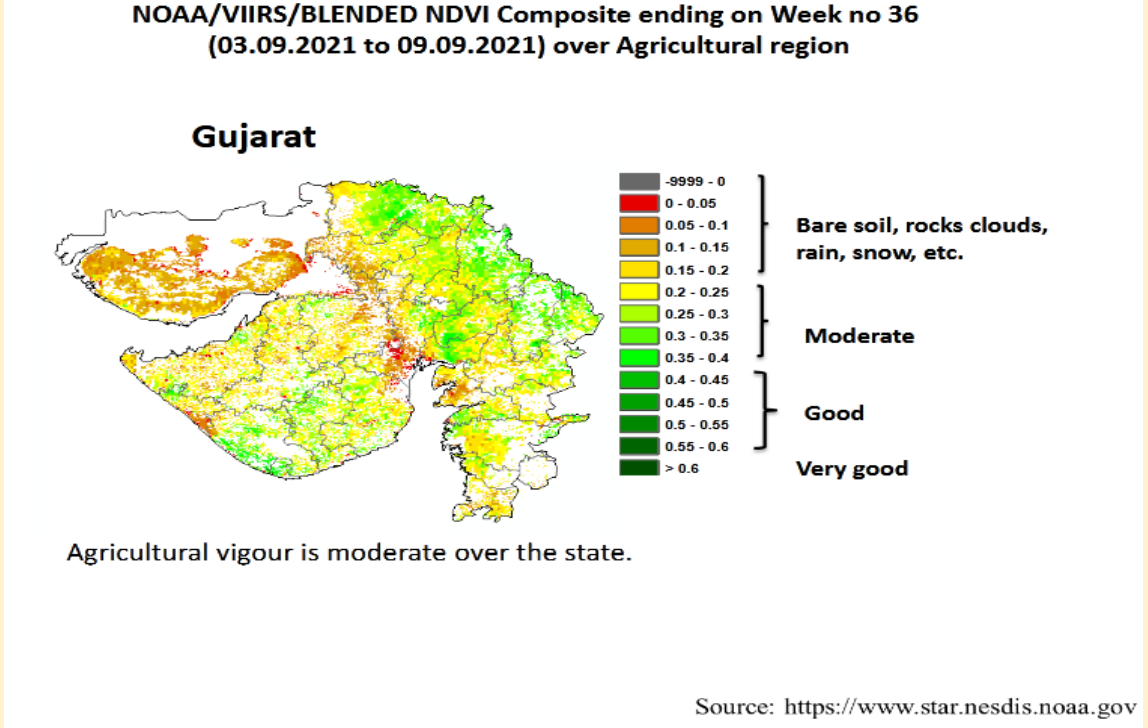 NOAA/VIIRS/BLENDED NDVI Composite ending on Week no 36
(03.09.2021 to 09.09.2021) over Agricultural region
Gujarat
-9999 - 0
0 - 0.05
0.05 - 0.1
0.1 - 0.15
0.15 - 0.2
0.2 - 0.25
0.25 - 0.3
0.3 - 0.35
0.35 - 0.4
0.4 - 0.45
0.45 - 0.5
0.5 - 0.55
0.55 - 0.6
> 0.6
Bare soil, rocks clouds,
rain, snow, etc.
Moderate
Good
Very good
Agricultural vigour is moderate over the state.
Source: https://www.star.nesdis.noaa.gov